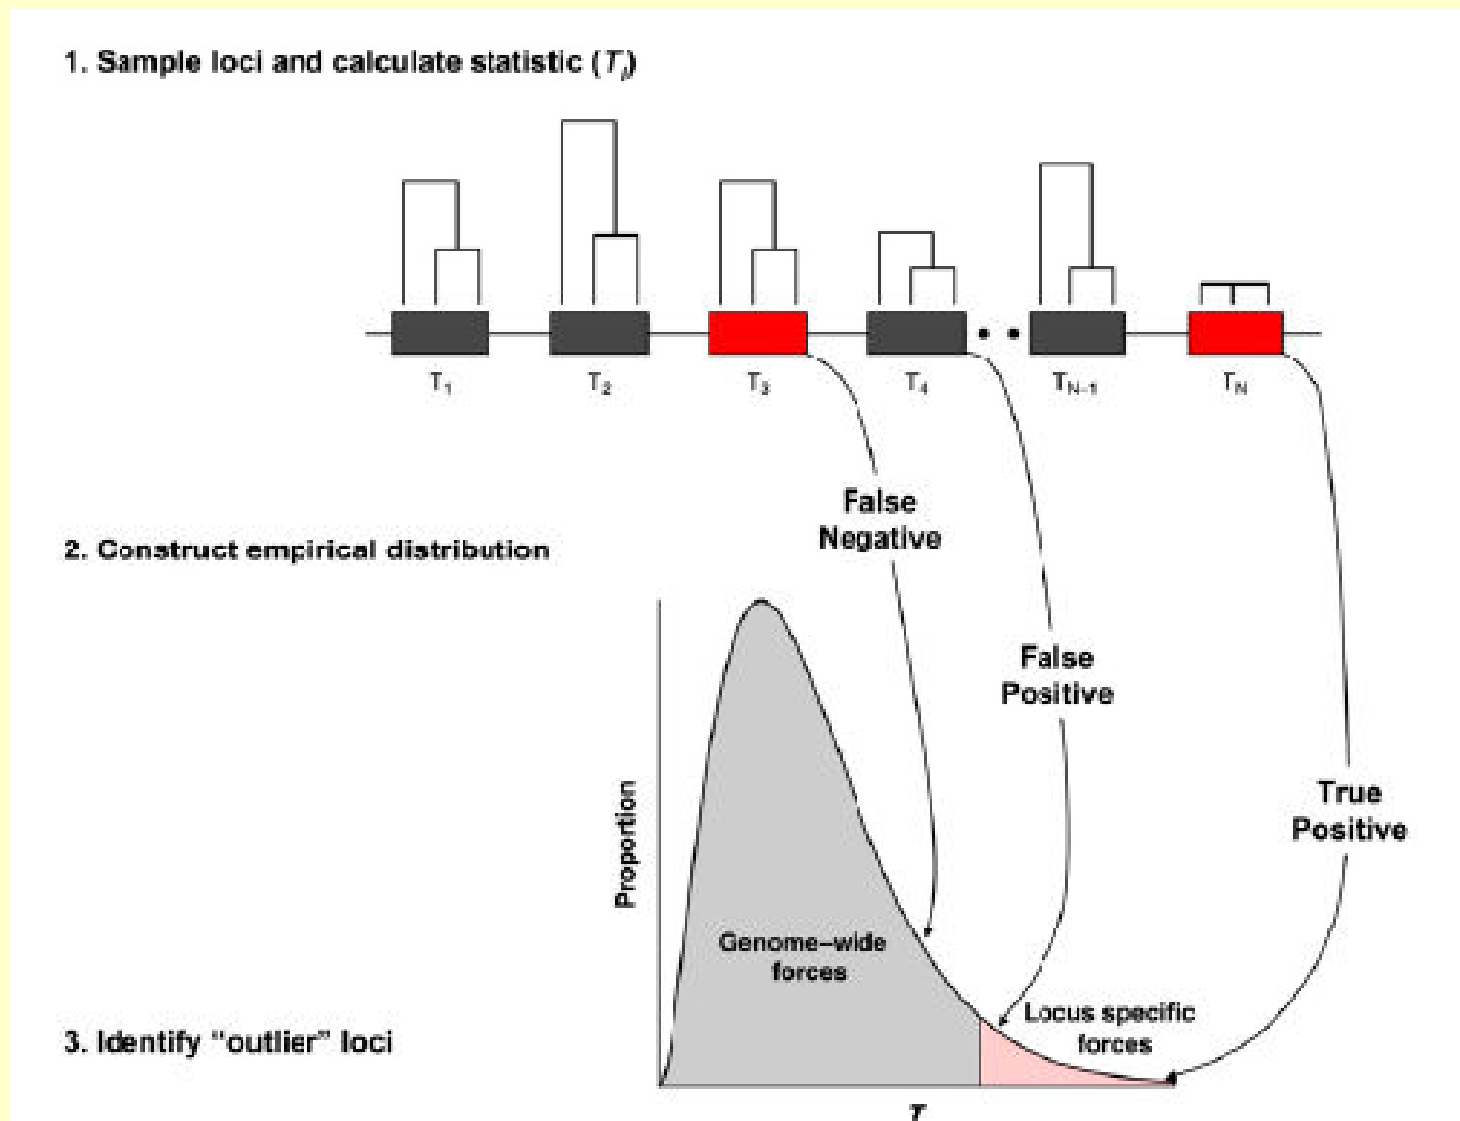 1. Sample loci and calculate statistic (Ti)
T1
T2
T3
T4
TN−1
TN
False
Negative
2. Construct empirical distribution
False
Positive
True
Positive
Proportion
Genome−wide
forces
Locus specific
forces
3. Identify "outlier" loci
T